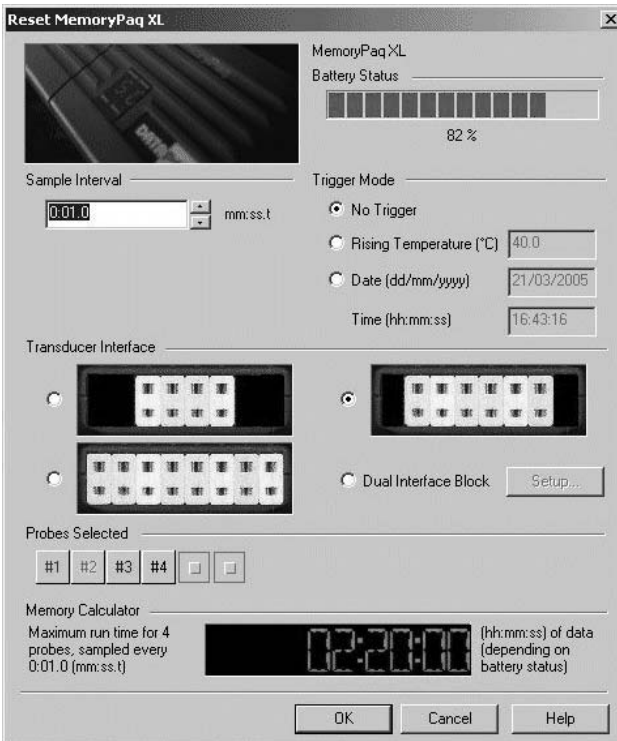 Reset MemoryPaq XL
MemoryPaq XL
Battery Status
82 %
DATA
Sample Interval
0:01.0
mm:ss.t
Trigger Mode
No Trigger
Rising Temperature (°C)
40.0
Date (dd/mm/yyyy)
21/03/2005
Time (hh:mm:ss)
16:43:16
Transducer Interface
Dual Interface Block
Setup...
Probes Selected
#1 #2 #3 #4
Memory Calculator
Maximum run time for 4
probes, sampled every
0:01.0 (mm:ss.t)
02:20:00
(hh:mm:ss) of data
(depending on
battery status)
OK
Cancel
Help